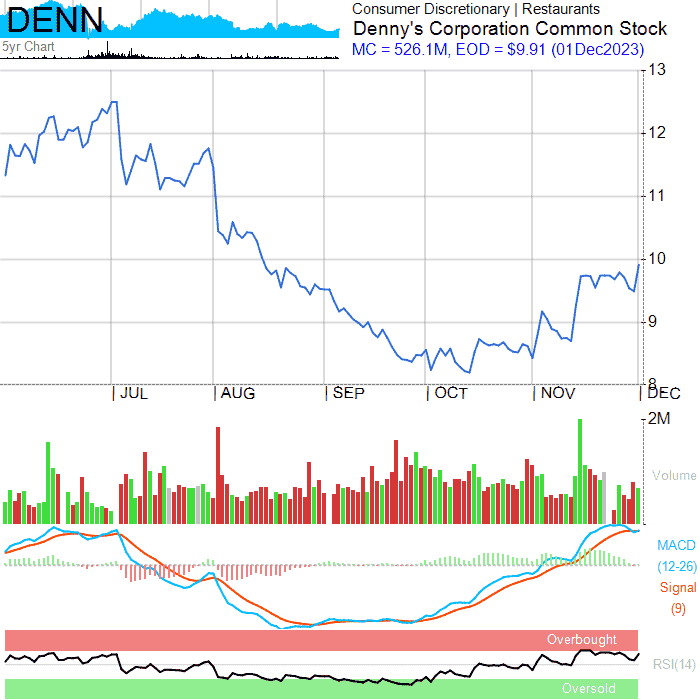 DENN
5yr Chart
Consumer Discretionary | Restaurants
Denny's Corporation Common Stock
MC = 526.1M, EOD = $9.91 (01Dec2023)
13
12
11
10
9
8
| JUL | AUG | SEP | OCT | NOV | DEC
2M
Volume
MACD
(12-26)
Signal
(9)
Overbought
RSI(14)
Oversold